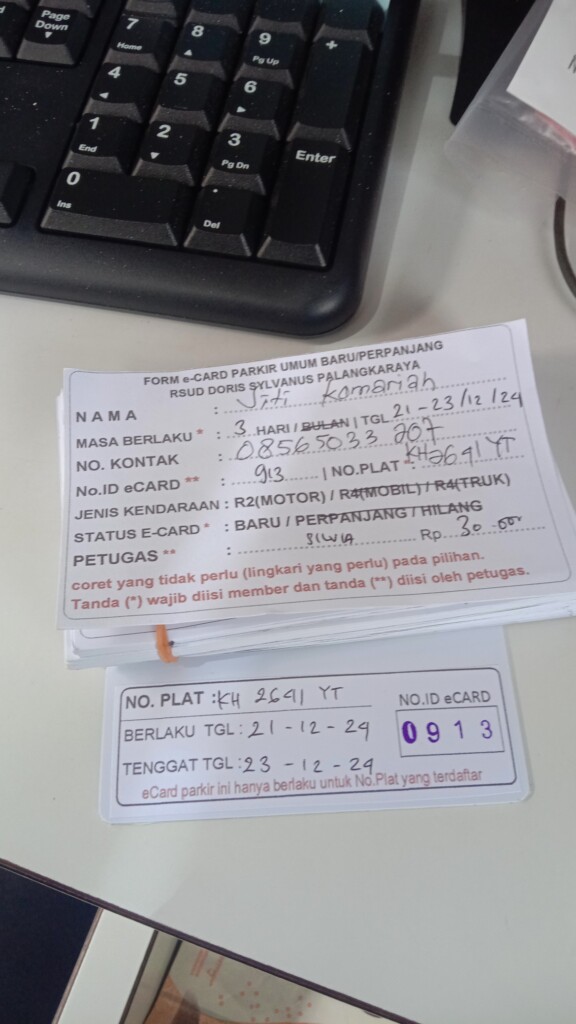 Page
Down
7
Home
8
9
Pg Up
+
4
5
6
1
End
2
3
Pg Dn
Enter
0
Ins
.
Del
FORM e-CARD PARKIR UMUM BARU/PERPANJANG
RSUD DORIS SYLVANUS PALANGKARAYA
NAMA : Siti Komariah
MASA BERLAKU * : 3 HARI / BULAN | TGL 21 - 23/12/24
NO. KONTAK : 08565033 207
No.ID eCARD ** : 913 | NO.PLAT * KH 2641 YT
JENIS KENDARAAN : R2(MOTOR) / R4(MOBIL) / R4(TRUK)
STATUS E-CARD * : BARU / PERPANJANG / HILANG
PETUGAS ** : SILVIA Rp. 30.000
coret yang tidak perlu (lingkari yang perlu) pada pilihan.
Tanda (*) wajib diisi member dan tanda (**) diisi oleh petugas.
NO. PLAT : KH 2641 YT
NO.ID eCARD
BERLAKU TGL : 21 - 12 - 24
0913
TENGGAT TGL : 23 - 12 - 24
eCard parkir ini hanya berlaku untuk No.Plat yang terdaftar